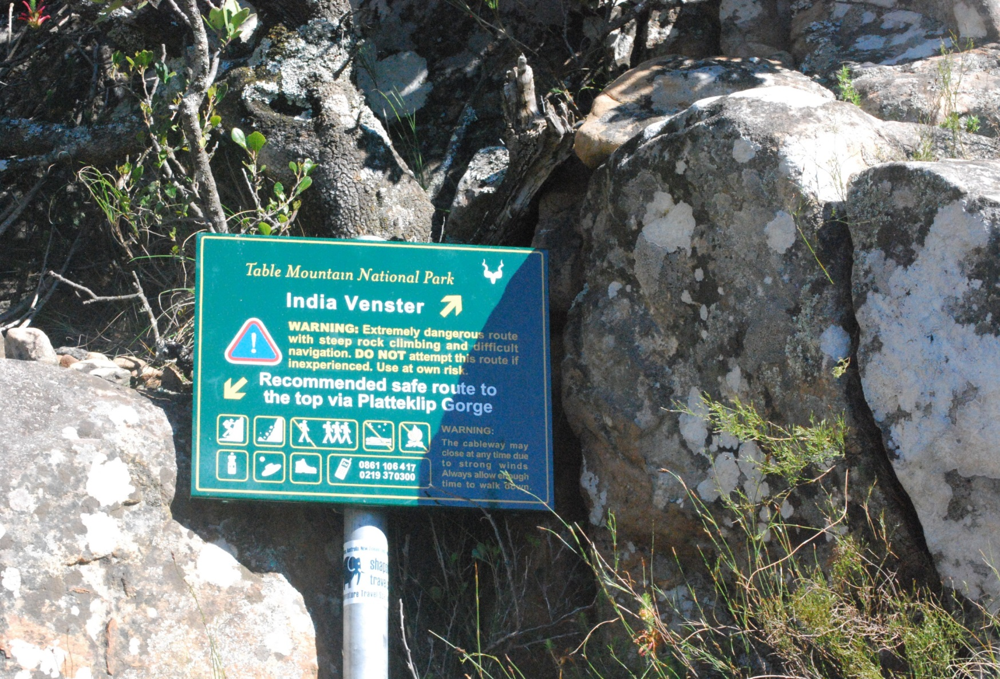 Table Mountain National Park
India Venster
WARNING: Extremely dangerous route
with steep rock climbing and difficult
navigation. DO NOT attempt this route if
inexperienced. Use at own risk.
Recommended safe route to
the top via Platteklip Gorge
0861 106 417
0219 370300
WARNING:
The cableway may
close at any time due
to strong winds
Always allow enough
time to walk down.
Australia New
Travel